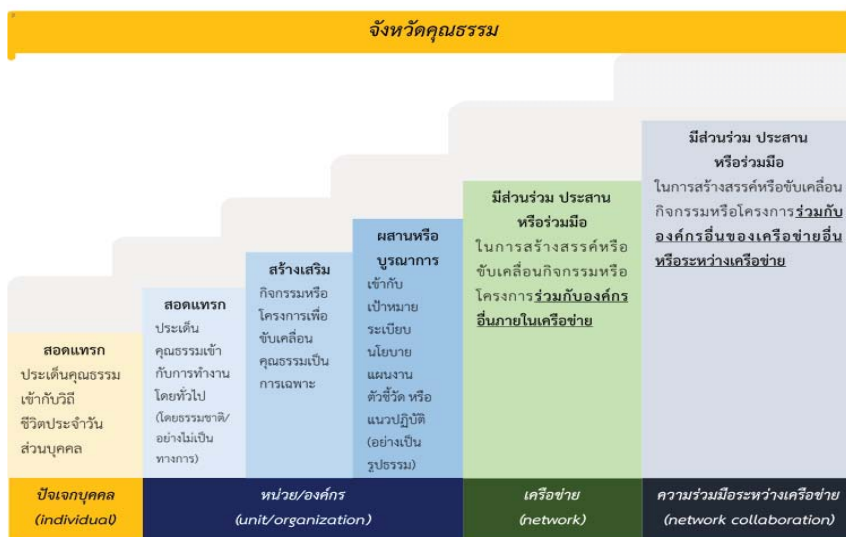 จังหวัดคุณธรรม
สอดแทรก
ประเด็นคุณธรรม
เข้ากับวิถี
ชีวิตประจำวัน
ส่วนบุคคล
สอดแทรก
ประเด็น
คุณธรรมเข้า
กับการทำงาน
โดยทั่วไป
(โดยธรรมชาติ/
อย่างไม่เป็น
ทางการ)
สร้างเสริม
กิจกรรมหรือ
โครงการเพื่อ
ขับเคลื่อน
คุณธรรมเป็น
การเฉพาะ
ผสานหรือ
บูรณาการ
เข้ากับ
เป้าหมาย
ระเบียบ
นโยบาย
แผนงาน
ตัวชี้วัด หรือ
แนวปฏิบัติ
(อย่างเป็น
รูปธรรม)
มีส่วนร่วม ประสาน
หรือร่วมมือ
ในการสร้างสรรค์หรือ
ขับเคลื่อนกิจกรรมหรือ
โครงการร่วมกับองค์กร
อื่นภายในเครือข่าย
มีส่วนร่วม ประสาน
หรือร่วมมือ
ในการสร้างสรรค์หรือขับเคลื่อน
กิจกรรมหรือโครงการร่วมกับ
องค์กรอื่นของเครือข่ายอื่น
หรือระหว่างเครือข่าย
ปัจเจกบุคคล
(individual)
หน่วย/องค์กร
(unit/organization)
เครือข่าย
(network)
ความร่วมมือระหว่างเครือข่าย
(network collaboration)